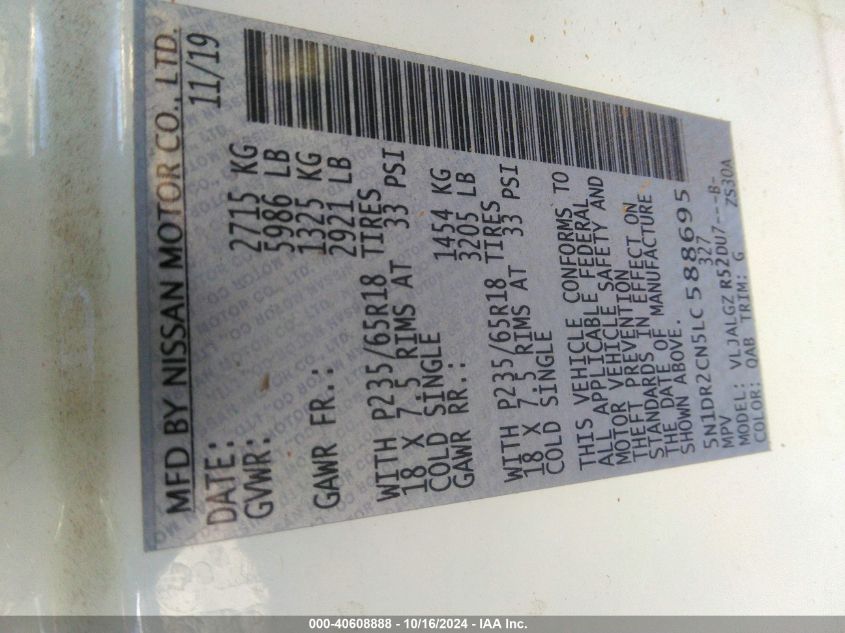 MFD BY NISSAN MOTOR CO., LTD.
DATE: 11/19
GVWR: 2715 KG
5986 LB
GAWR FR.: 1325 KG
2921 LB
WITH P235/65R18 TIRES
18 X 7.5 RIMS AT 33 PSI
COLD SINGLE
GAWR RR.: 1454 KG
3205 LB
WITH P235/65R18 TIRES
18 X 7.5 RIMS AT 33 PSI
COLD SINGLE
THIS VEHICLE CONFORMS TO
ALL APPLICABLE FEDERAL
MOTOR VEHICLE SAFETY AND
THEFT PREVENTION
STANDARDS IN EFFECT ON
THE DATE OF MANUFACTURE
SHOWN ABOVE.
5N1DR2CN5LC588695
MPV 327
MODEL: VLJALGZ R52DU7---B-
COLOR: QAB TRIM: G ZS30A
000-40608888 - 10/16/2024 - IAA Inc.